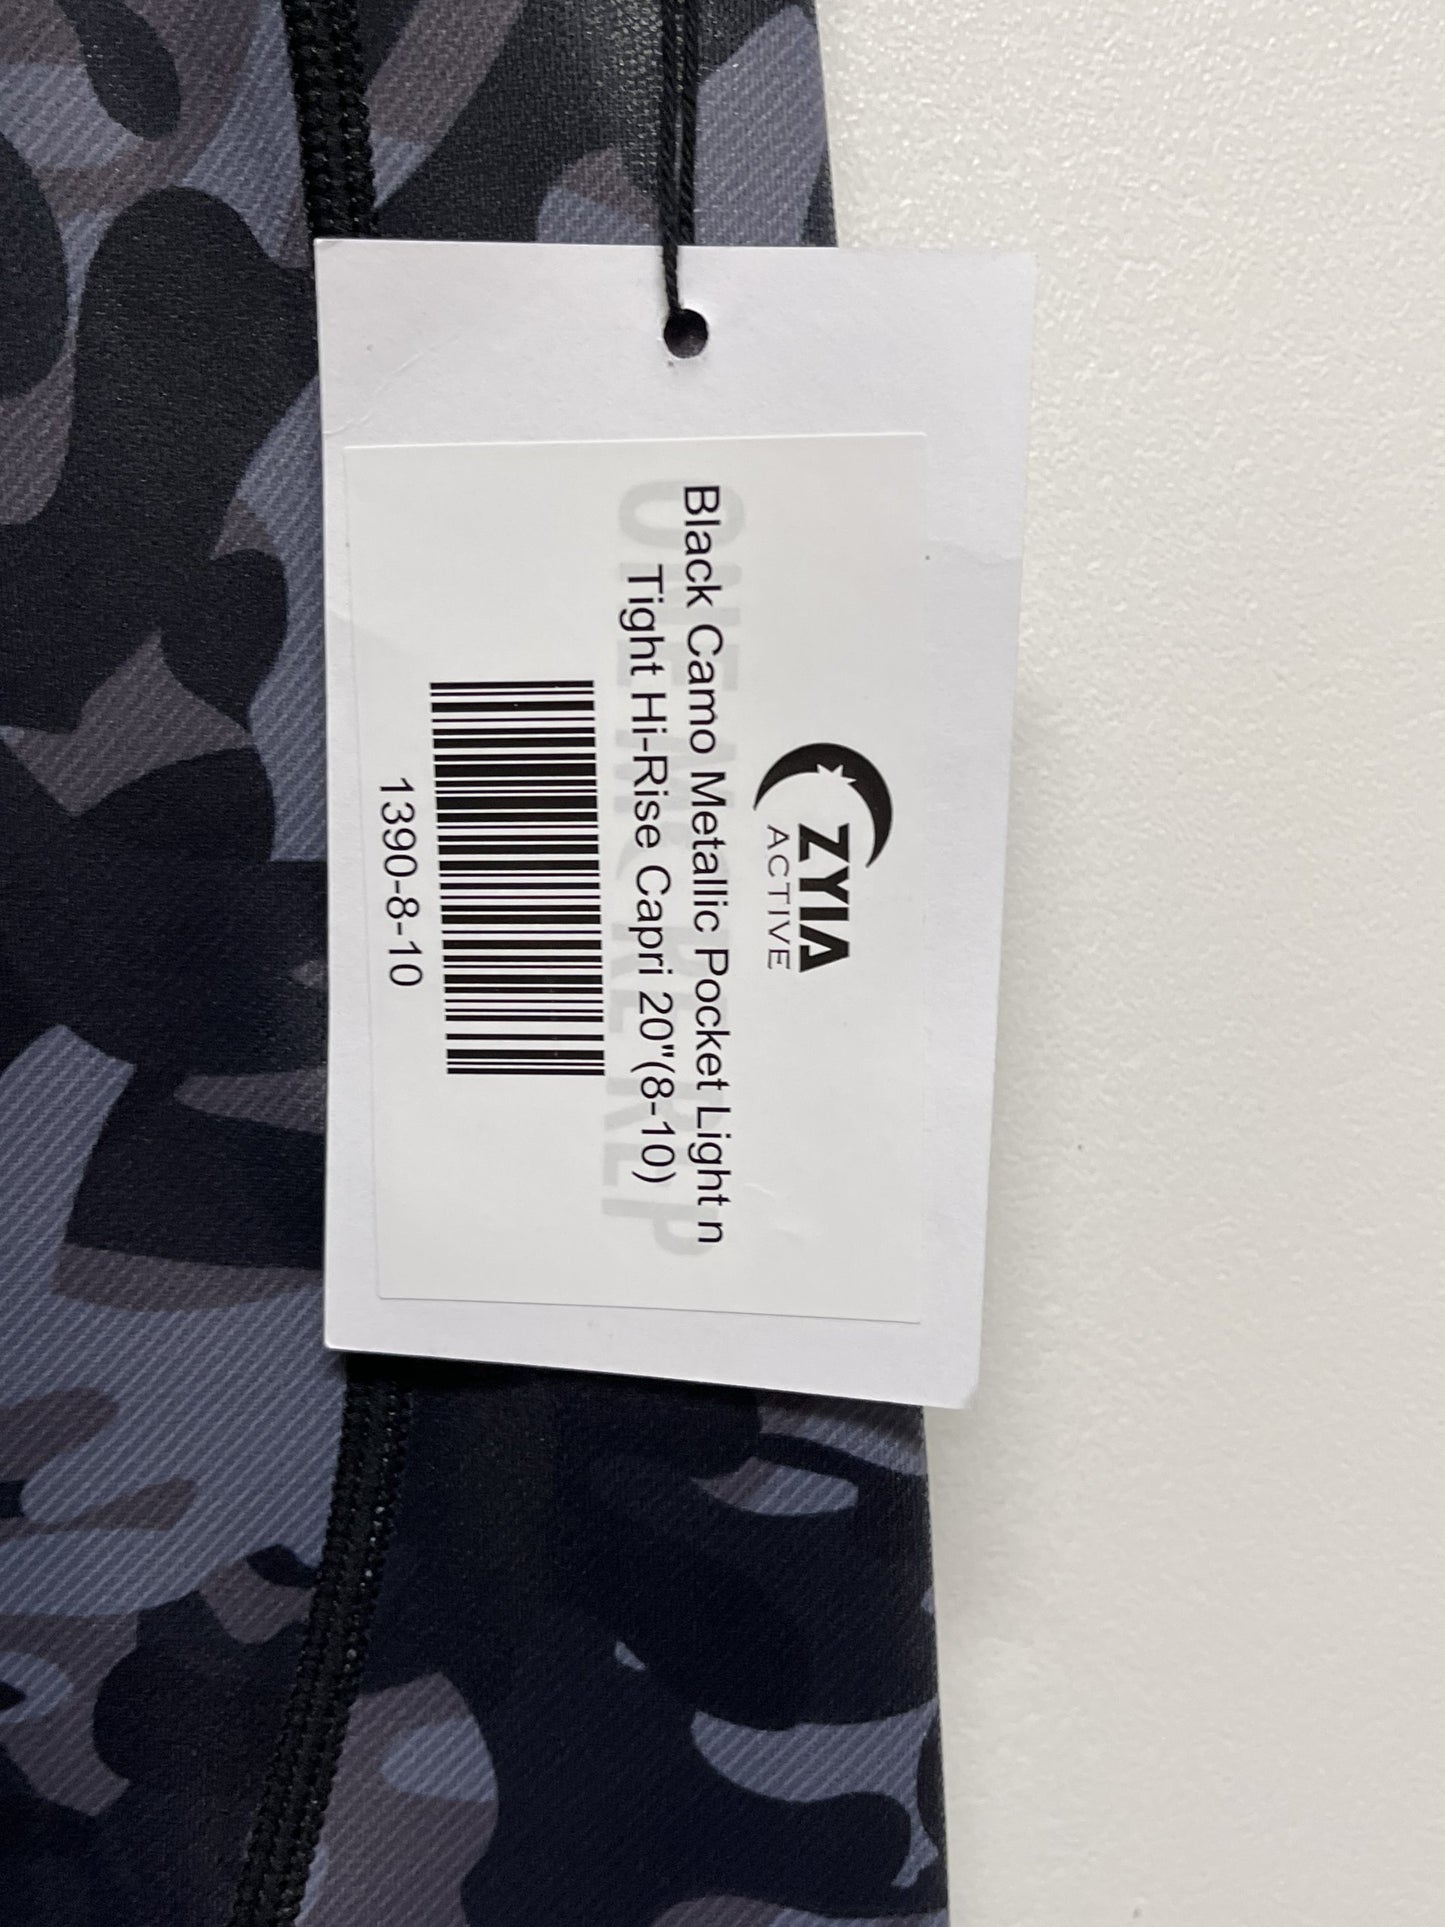 ZYIA
ACTIVE
Black Camo Metallic Pocket Light n
Tight Hi-Rise Capri 20"(8-10)
1390-8-10